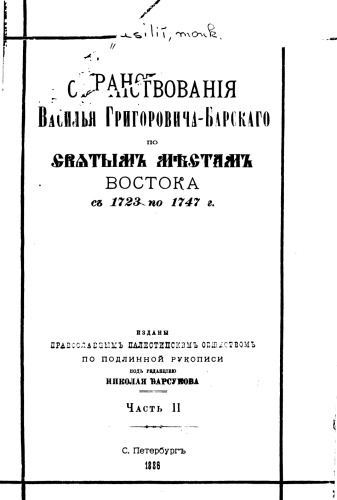 silii, monk.
СТРАНСТВОВАНІЯ
Василья Григоровича-Барскаго
по
святымъ мѣстамъ
ВОСТОКА
съ 1723 по 1747 г.
ИЗДАНЫ
ПРАВОСЛАВНЫМЪ ПАЛЕСТИНСКИМЪ ОБЩЕСТВОМЪ
ПО ПОДЛИННОЙ РУКОПИСИ
ПОДЪ РЕДАКЦІЕЮ
НИКОЛАЯ БАРСУКОВА
Часть II
С. Петербургъ
1886